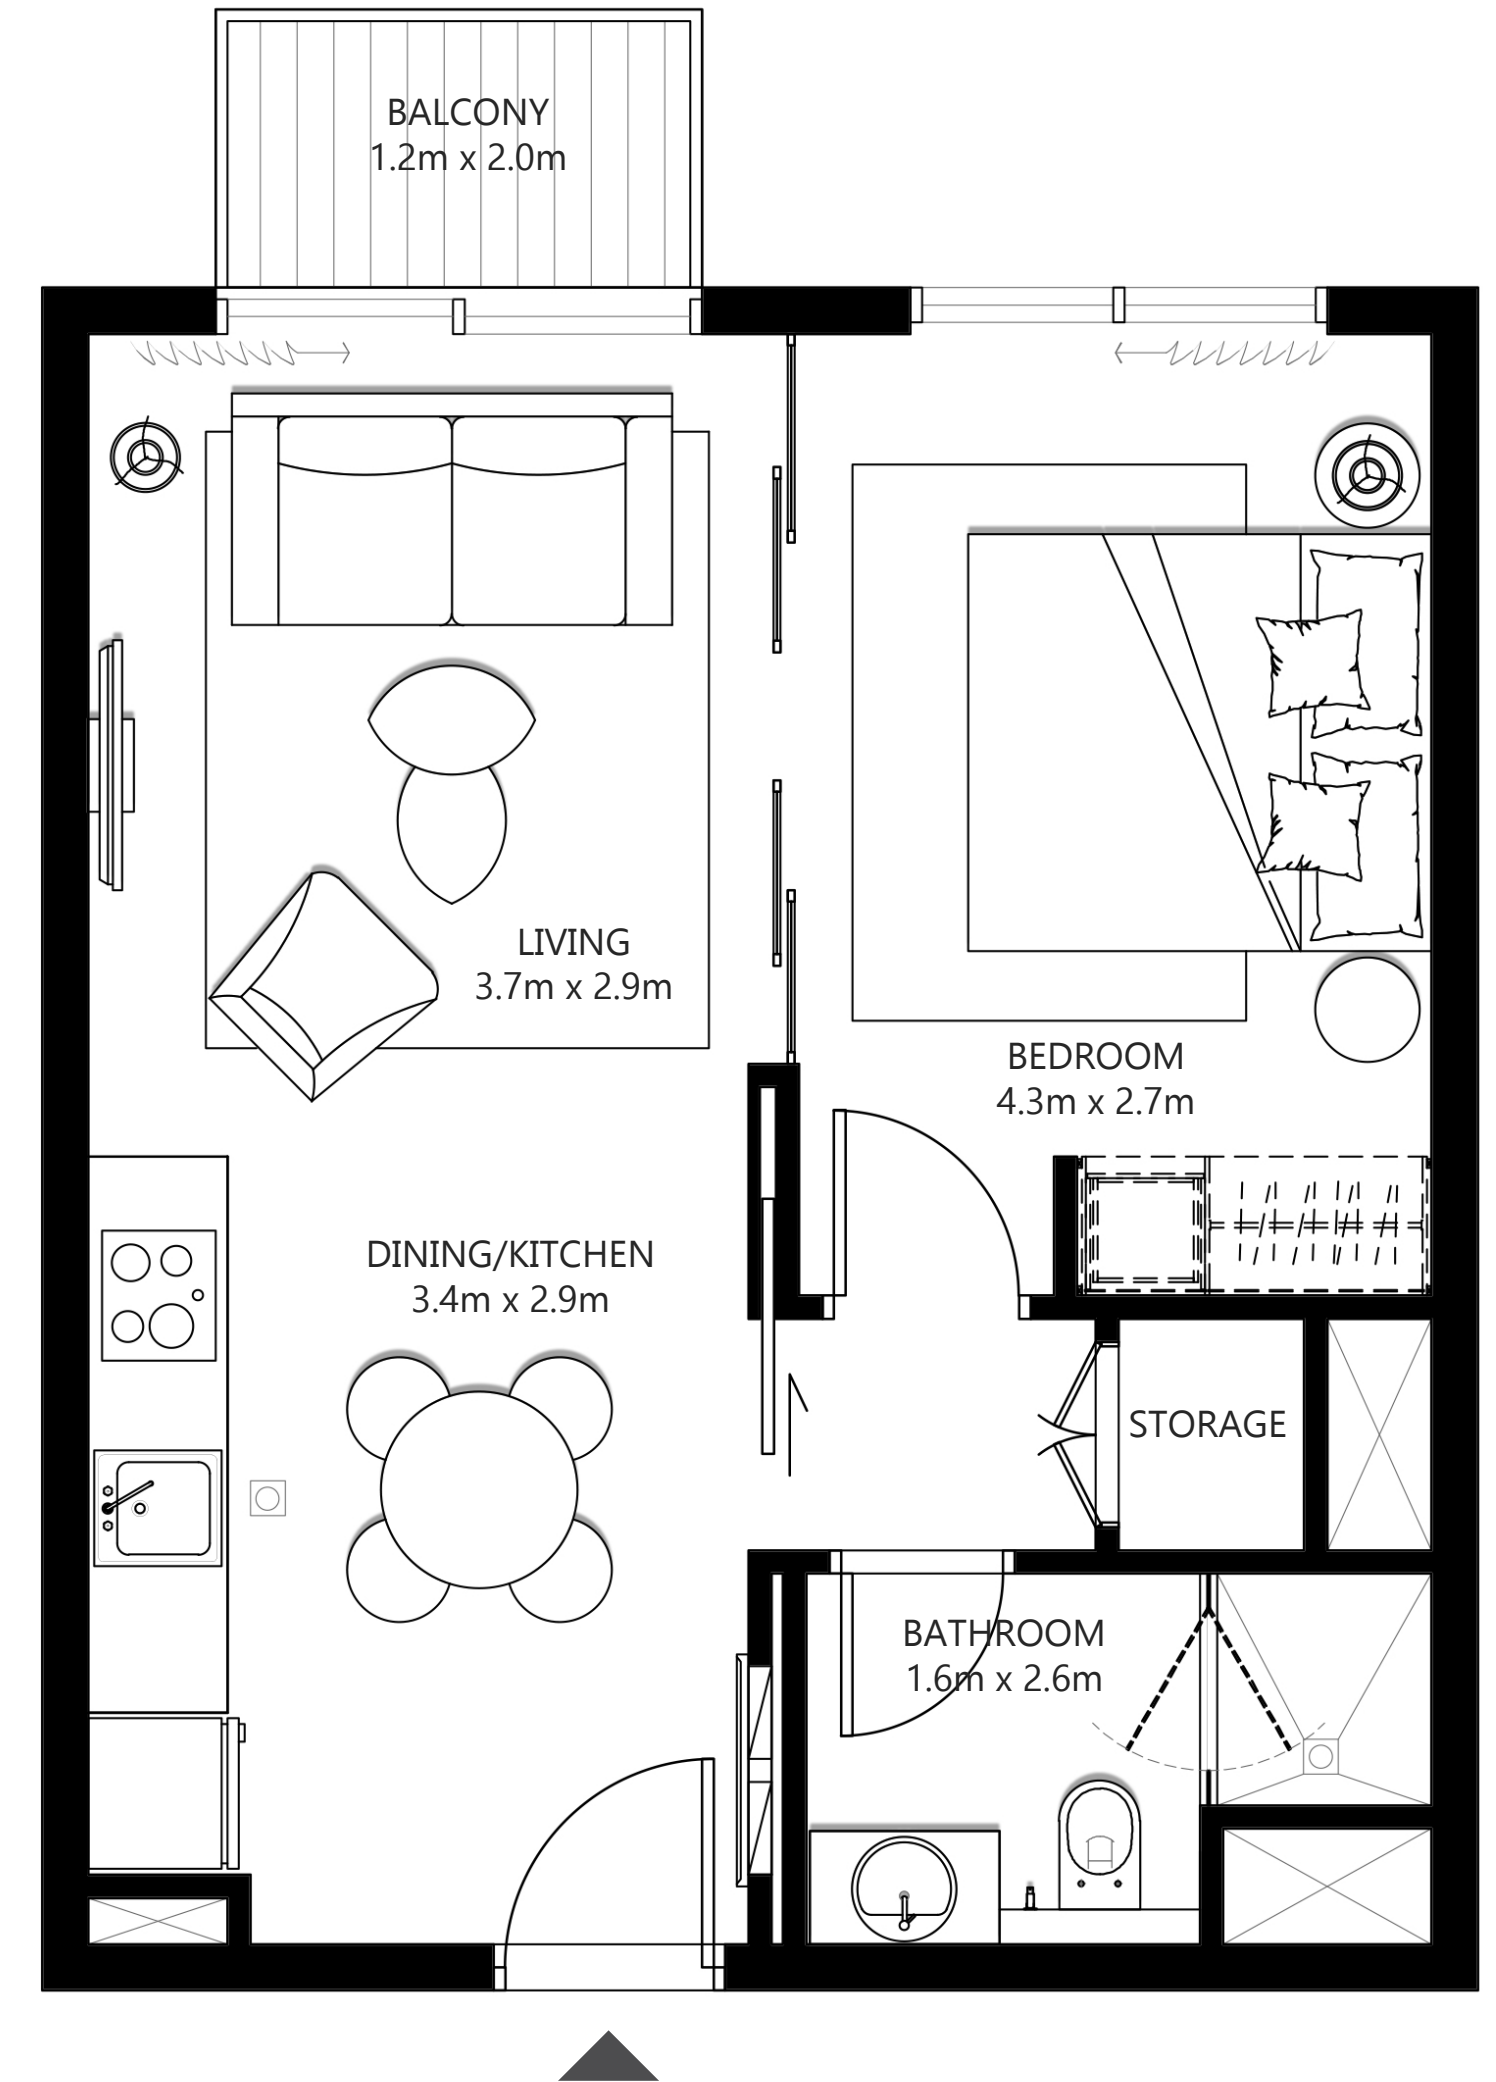 BALCONY
1.2m x 2.0m
LIVING
3.7m x 2.9m
BEDROOM
4.3m x 2.7m
DINING/KITCHEN
3.4m x 2.9m
STORAGE
BATHROOM
1.6m x 2.6m